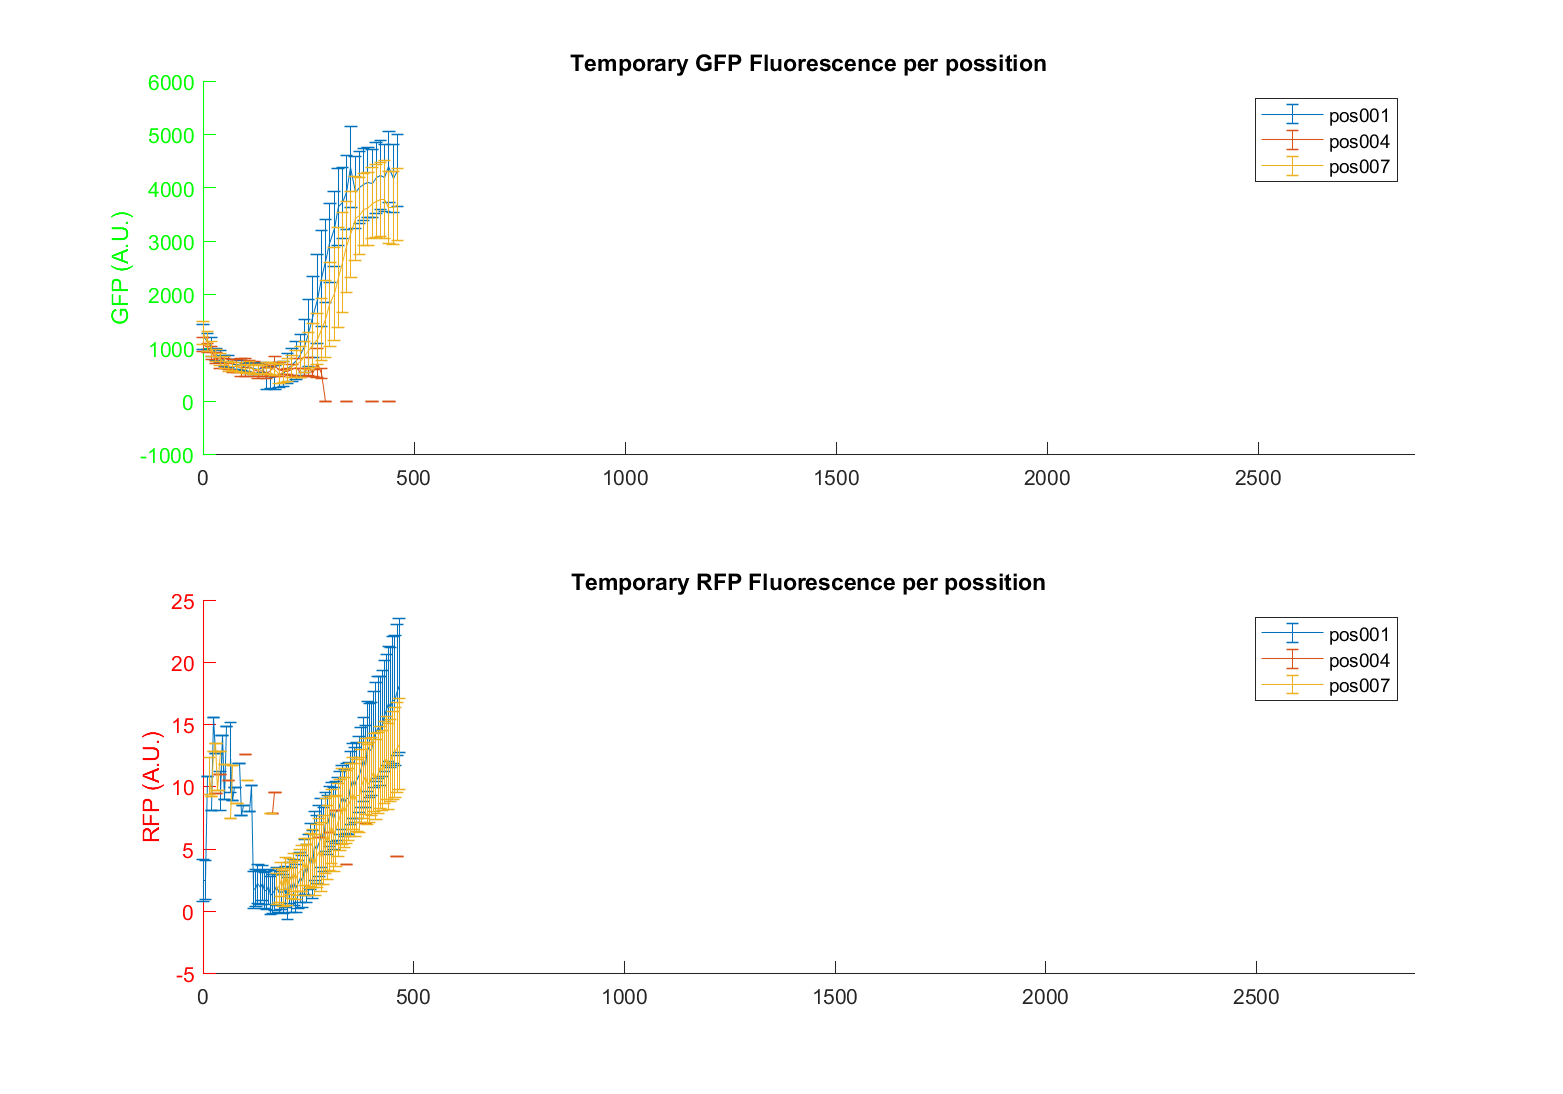 Temporary GFP Fluorescence per possition
6000
5000
4000
3000
2000
1000
0
-1000
GFP (A.U.)
0 500 1000 1500 2000 2500
pos001
pos004
pos007
Temporary RFP Fluorescence per possition
25
20
15
10
5
0
-5
RFP (A.U.)
0 500 1000 1500 2000 2500
pos001
pos004
pos007